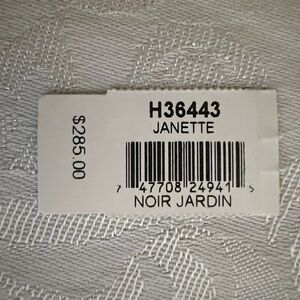 H36443
JANETTE
7 47708 24941 5
NOIR JARDIN
$285.00